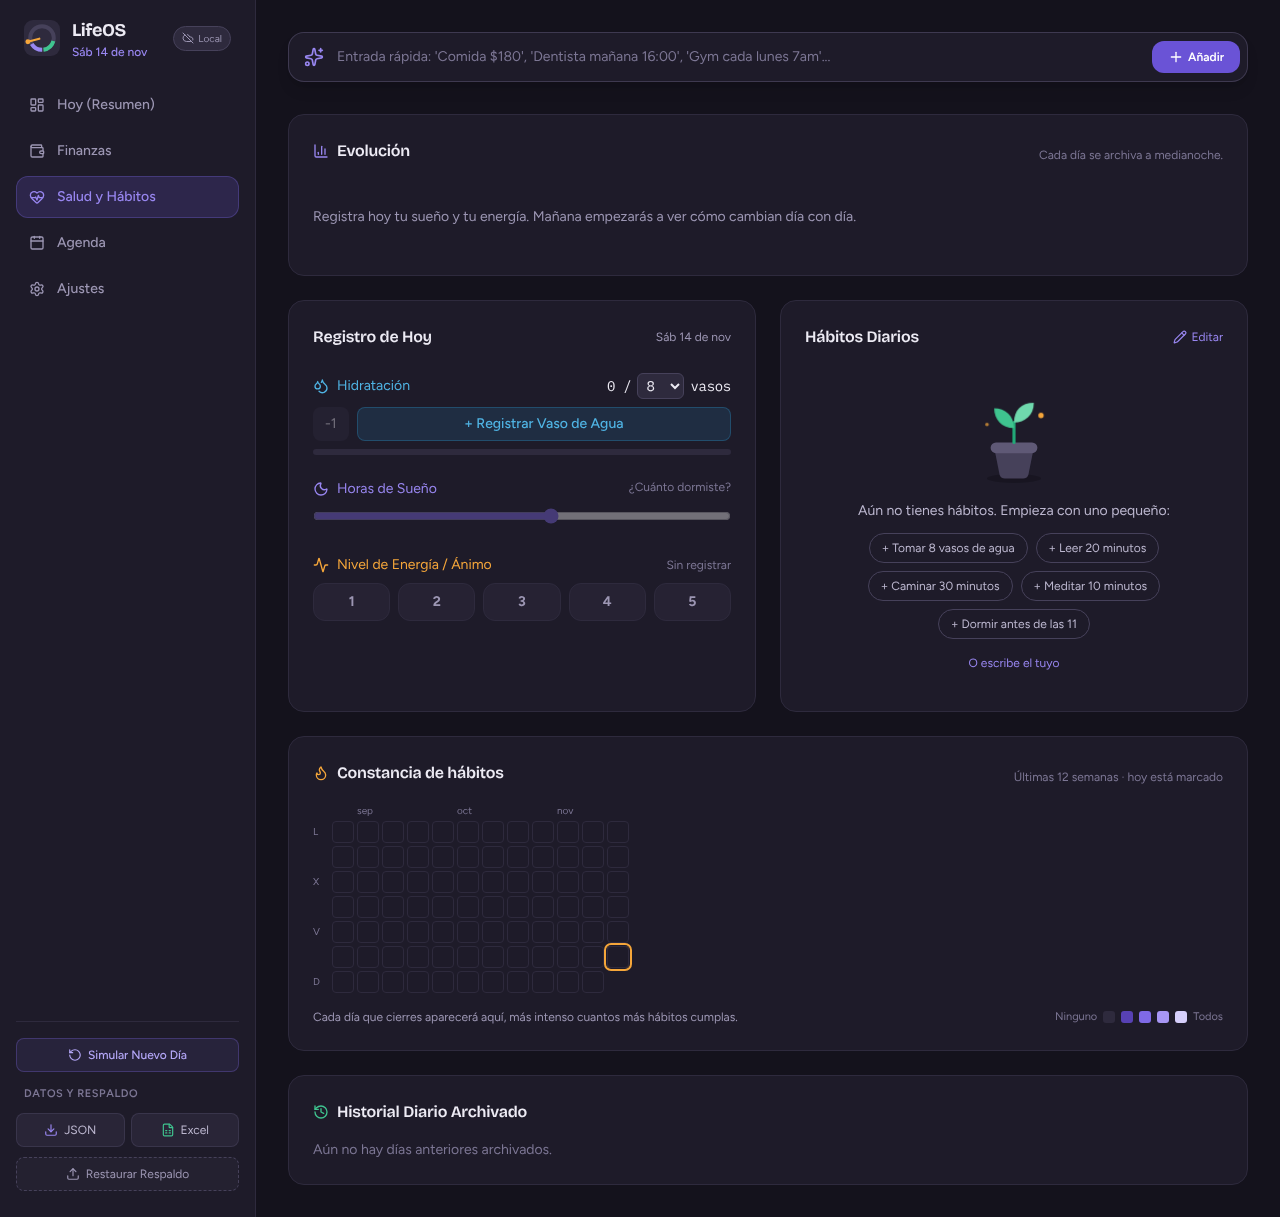 LifeOS
Sáb 14 de nov
Local
Hoy (Resumen)
Finanzas
Salud y Hábitos
Agenda
Ajustes
Simular Nuevo Día
DATOS Y RESPALDO
JSON
Excel
Restaurar Respaldo
Entrada rápida: 'Comida $180', 'Dentista mañana 16:00', 'Gym cada lunes 7am'...
+ Añadir
Evolución
Cada día se archiva a medianoche.
Registra hoy tu sueño y tu energía. Mañana empezarás a ver cómo cambian día con día.
Registro de Hoy
Sáb 14 de nov
Hidratación
0 / 8 vasos
-1
+ Registrar Vaso de Agua
Horas de Sueño
¿Cuánto dormiste?
Nivel de Energía / Ánimo
Sin registrar
1 2 3 4 5
Hábitos Diarios
Editar
Aún no tienes hábitos. Empieza con uno pequeño:
+ Tomar 8 vasos de agua
+ Leer 20 minutos
+ Caminar 30 minutos
+ Meditar 10 minutos
+ Dormir antes de las 11
O escribe el tuyo
Constancia de hábitos
Últimas 12 semanas · hoy está marcado
sep oct nov
L
X
V
D
Cada día que cierres aparecerá aquí, más intenso cuantos más hábitos cumplas.
Ninguno
Todos
Historial Diario Archivado
Aún no hay días anteriores archivados.